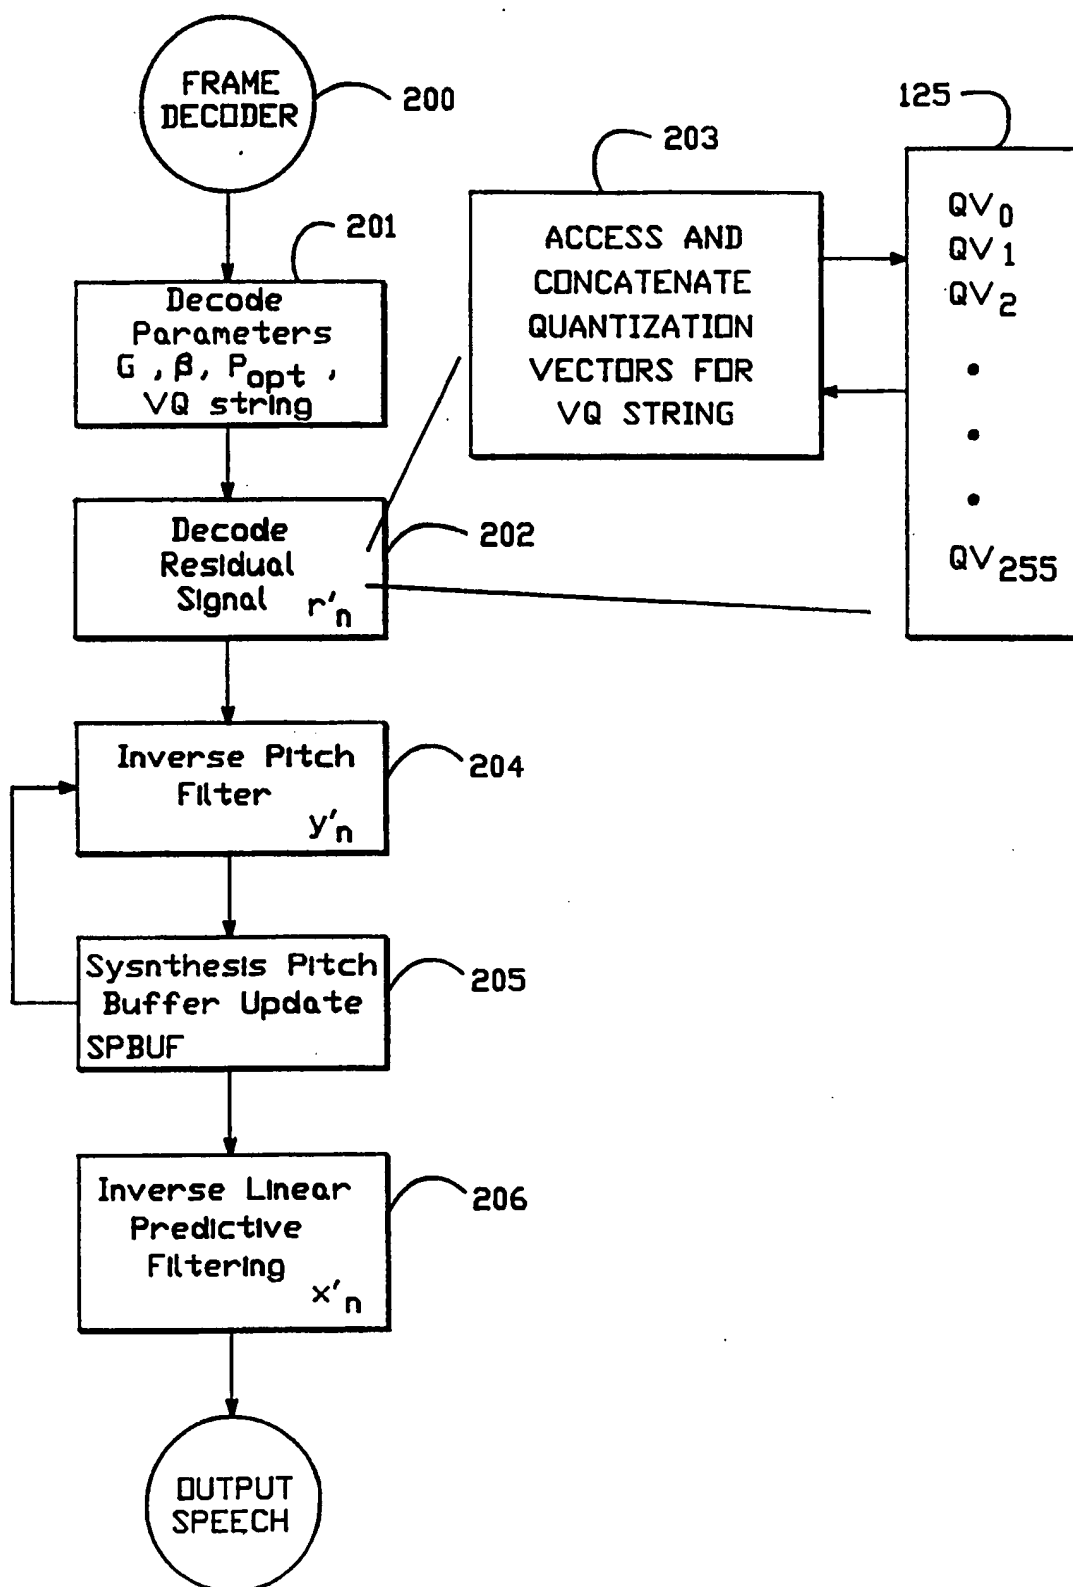 FRAME
DECODER
200
201
Decode
Parameters
G , β, Popt ,
VQ string
203
ACCESS AND
CONCATENATE
QUANTIZATION
VECTORS FOR
VQ STRING
125
QV0
QV1
QV2
QV255
202
Decode
Residual
Signal r'n
204
Inverse Pitch
Filter
y'n
205
Sysnthesis Pitch
Buffer Update
SPBUF
206
Inverse Linear
Predictive
Filtering
x'n
OUTPUT
SPEECH